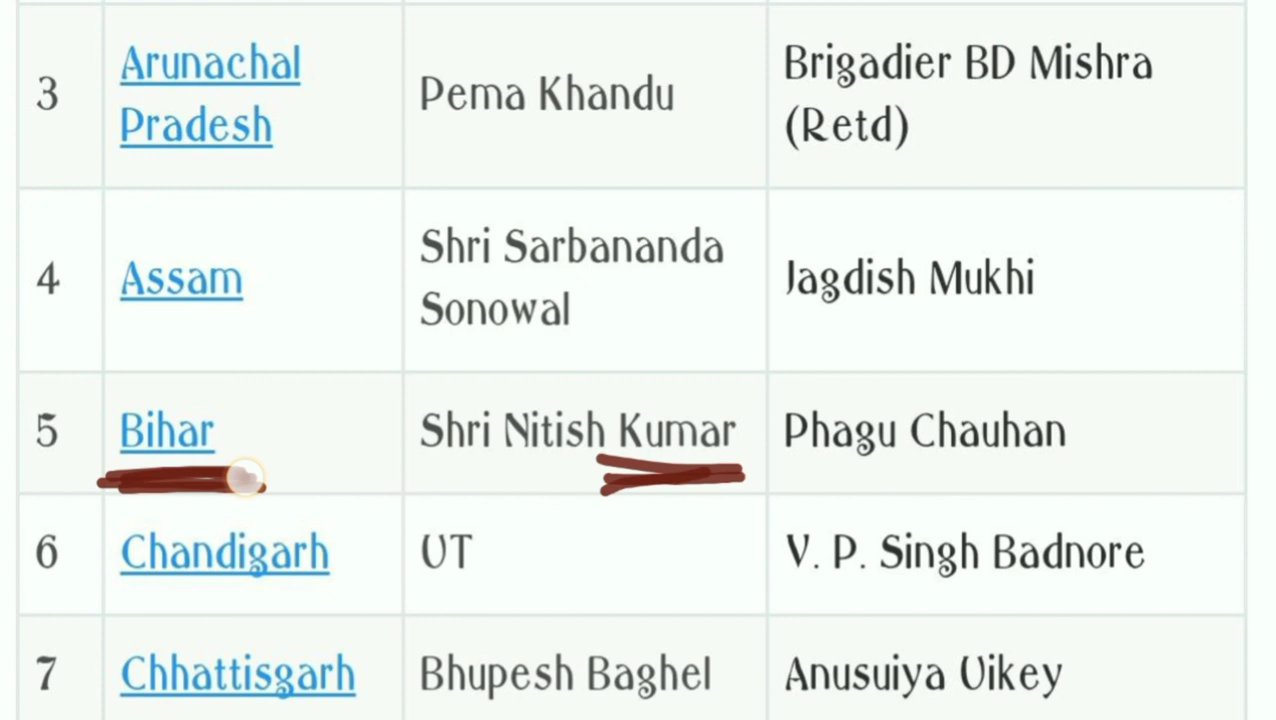 3
Arunachal
Pradesh
Pema Khandu
Brigadier BD Mishra
(Retd)
4
Assam
Shri Sarbananda
Sonowal
Jagdish Mukhi
5
Bihar
Shri Nitish Kumar
Phagu Chauhan
6
Chandigarh
UT
V. P. Singh Badnore
7
Chhattisgarh
Bhupesh Baghel
Anusuiya Uikey